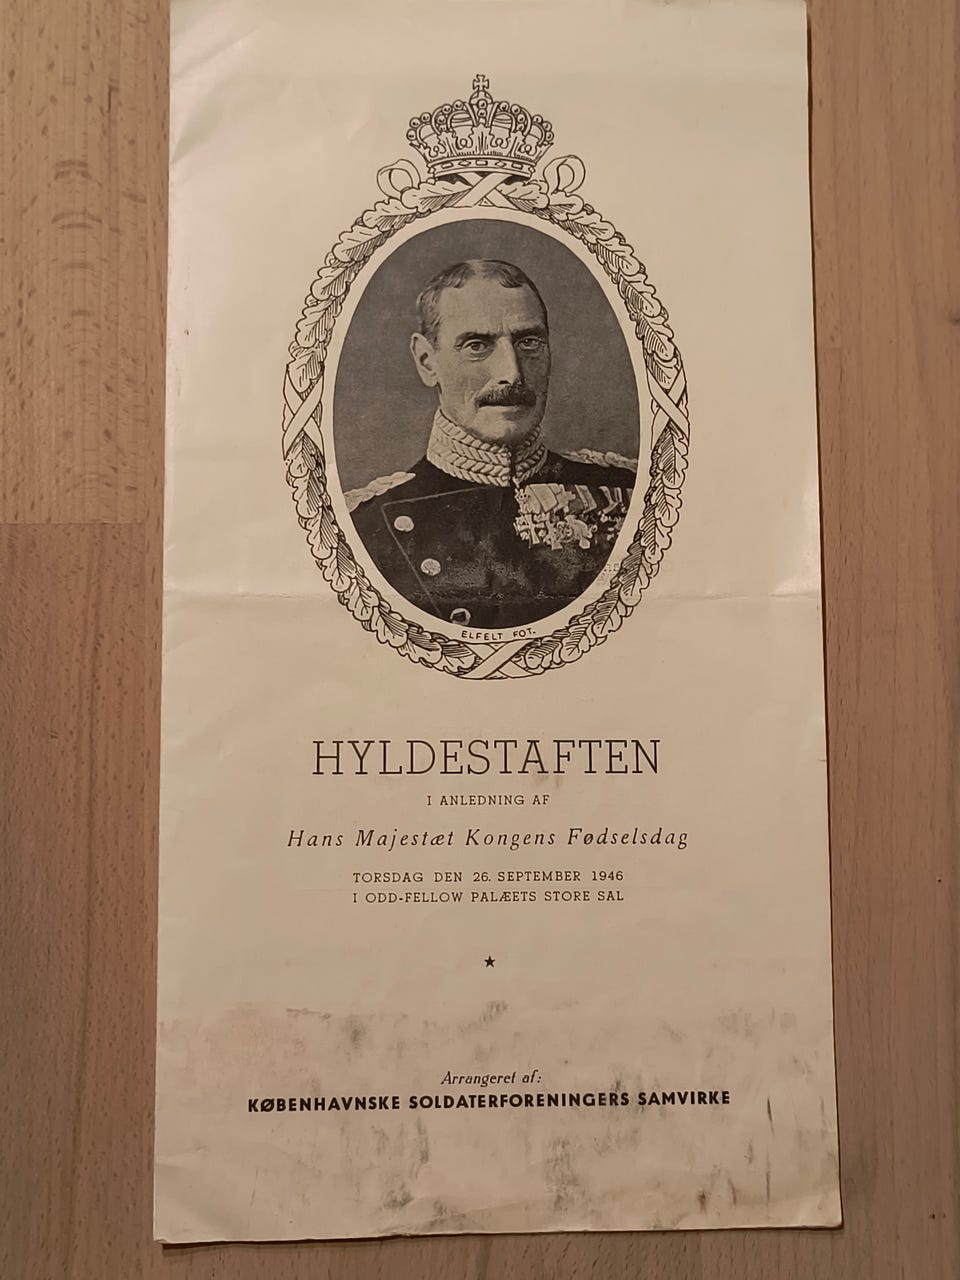 ELFELT FOT.
HYLDESTAFTEN
I ANLEDNING AF
Hans Majestæt Kongens Fødselsdag
TORSDAG DEN 26. SEPTEMBER 1946
I ODD-FELLOW PALÆETS STORE SAL
Arrangeret af:
KØBENHAVNSKE SOLDATERFORENINGERS SAMVIRKE